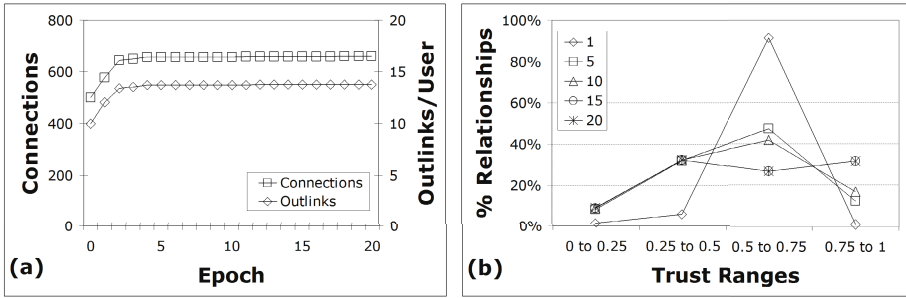 800
600
400
200
0
Connections
20
15
10
5
0
Outlinks/User
Connections
Outlinks
0 5 10 15 20
Epoch
(a)
100%
80%
60%
40%
20%
0%
% Relationships
1
5
10
15
20
0 to 0.25 0.25 to 0.5 0.5 to 0.75 0.75 to 1
Trust Ranges
(b)